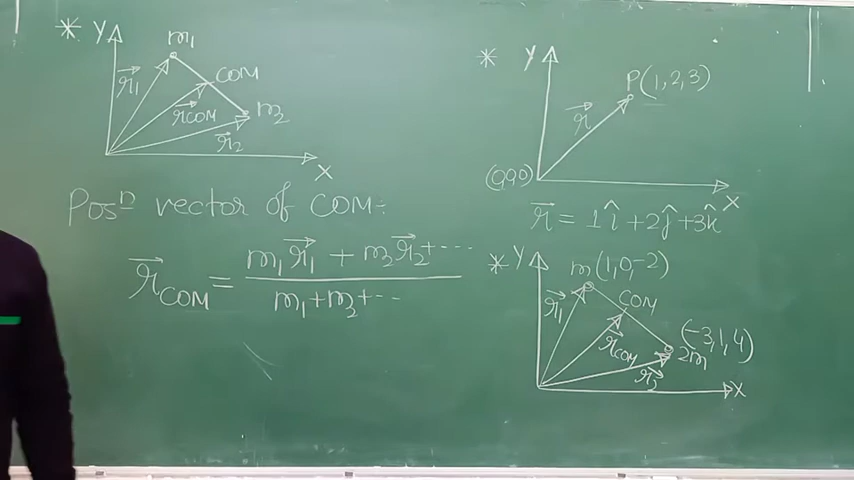 * Y m₁
r⃗₁ COM
r⃗COM m₂
r⃗₂
X
Posⁿ vector of COM:-
r⃗COM = (m₁r⃗₁ + m₂r⃗₂ + ----) / (m₁ + m₂ + ---)
* Y
P(1,2,3)
r⃗
(0,0,0)
X
r⃗ = 1î + 2ĵ + 3k̂
* Y m(1,0,-2)
r⃗₁ COM
(-3,1,4)
r⃗COM 2m
r⃗₂
X